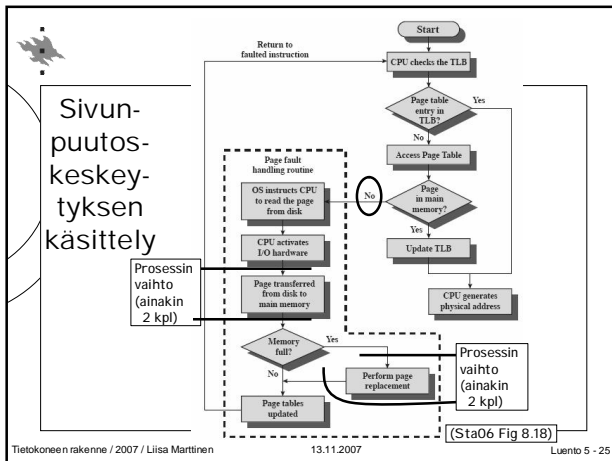 Sivun-
puutos-
keskey-
tyksen
käsittely
Start
Return to
faulted instruction
CPU checks the TLB
Page table
entry in
TLB?
Yes
No
Access Page Table
Page fault
handling routine
OS instructs CPU
to read the page
from disk
No
Page
in main
memory?
Yes
CPU activates
I/O hardware
Update TLB
Prosessin
vaihto
(ainakin
2 kpl)
Page transferred
from disk to
main memory
CPU generates
physical address
Memory
full?
Yes
No
Perform page
replacement
Prosessin
vaihto
(ainakin
2 kpl)
Page tables
updated
(Sta06 Fig 8.18)
Tietokoneen rakenne / 2007 / Liisa Marttinen
13.11.2007
Luento 5 - 25